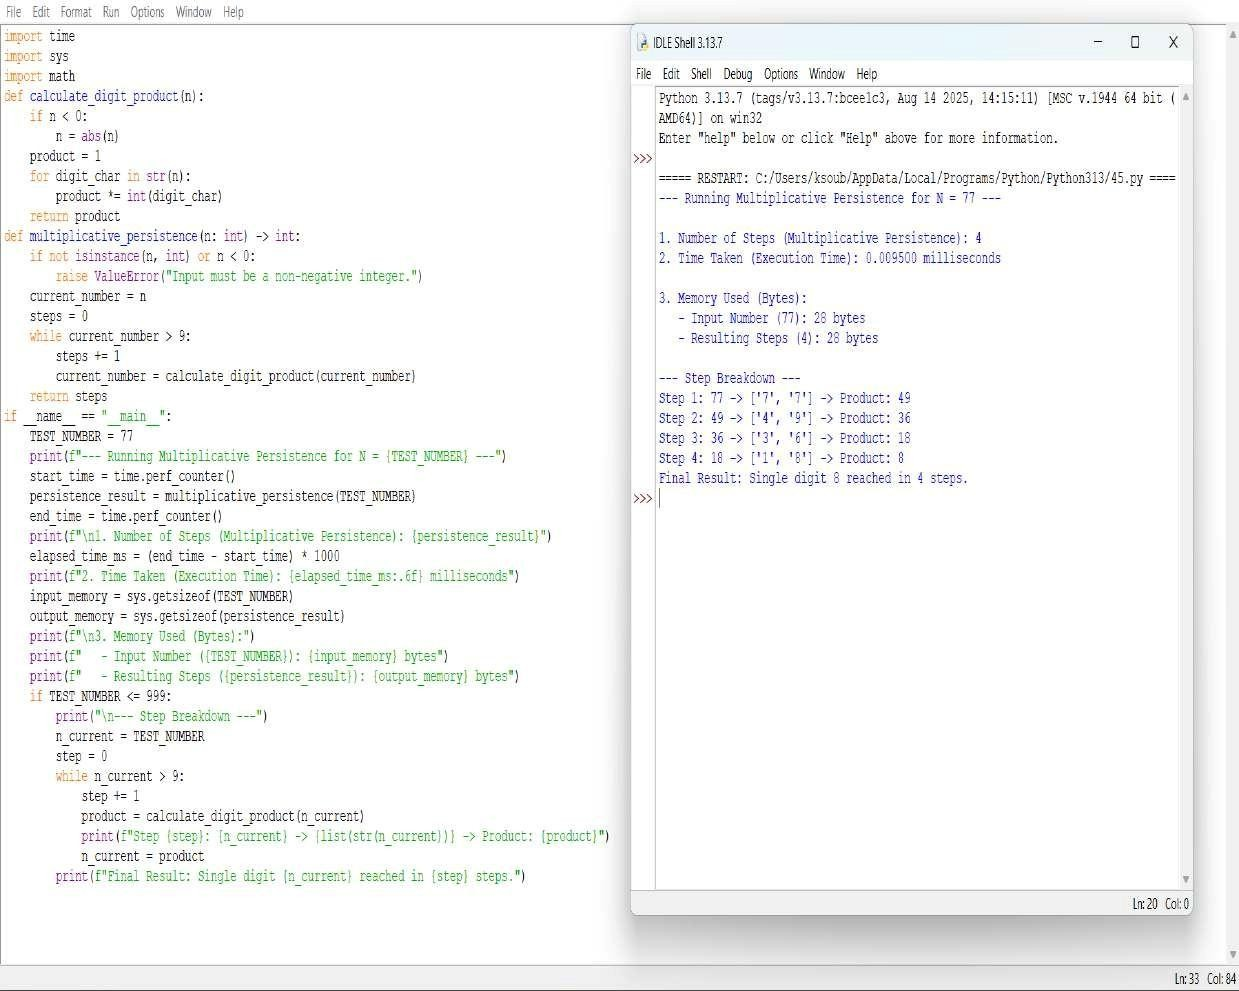 File Edit Format Run Options Window Help
import time
import sys
import math
def calculate_digit_product(n):
    if n < 0:
        n = abs(n)
    product = 1
    for digit_char in str(n):
        product *= int(digit_char)
    return product
def multiplicative_persistence(n: int) -> int:
    if not isinstance(n, int) or n < 0:
        raise ValueError("Input must be a non-negative integer.")
    current_number = n
    steps = 0
    while current_number > 9:
        steps += 1
        current_number = calculate_digit_product(current_number)
    return steps
if __name__ == "__main__":
    TEST_NUMBER = 77
    print(f"--- Running Multiplicative Persistence for N = {TEST_NUMBER} ---")
    start_time = time.perf_counter()
    persistence_result = multiplicative_persistence(TEST_NUMBER)
    end_time = time.perf_counter()
    print(f"\n1. Number of Steps (Multiplicative Persistence): {persistence_result}")
    elapsed_time_ms = (end_time - start_time) * 1000
    print(f"2. Time Taken (Execution Time): {elapsed_time_ms:.6f} milliseconds")
    input_memory = sys.getsizeof(TEST_NUMBER)
    output_memory = sys.getsizeof(persistence_result)
    print(f"\n3. Memory Used (Bytes):")
    print(f"   - Input Number ({TEST_NUMBER}): {input_memory} bytes")
    print(f"   - Resulting Steps ({persistence_result}): {output_memory} bytes")
    if TEST_NUMBER <= 999:
        print("\n--- Step Breakdown ---")
        n_current = TEST_NUMBER
        step = 0
        while n_current > 9:
            step += 1
            product = calculate_digit_product(n_current)
            print(f"Step {step}: {n_current} -> {list(str(n_current))} -> Product: {product}")
            n_current = product
        print(f"Final Result: Single digit {n_current} reached in {step} steps.")
Ln: 33 Col: 84
IDLE Shell 3.13.7
File Edit Shell Debug Options Window Help
Python 3.13.7 (tags/v3.13.7:bcee1c3, Aug 14 2025, 14:15:11) [MSC v.1944 64 bit (
AMD64)] on win32
Enter "help" below or click "Help" above for more information.
>>>
===== RESTART: C:/Users/ksoub/AppData/Local/Programs/Python/Python313/45.py ====
--- Running Multiplicative Persistence for N = 77 ---
1. Number of Steps (Multiplicative Persistence): 4
2. Time Taken (Execution Time): 0.009500 milliseconds
3. Memory Used (Bytes):
   - Input Number (77): 28 bytes
   - Resulting Steps (4): 28 bytes
--- Step Breakdown ---
Step 1: 77 -> ['7', '7'] -> Product: 49
Step 2: 49 -> ['4', '9'] -> Product: 36
Step 3: 36 -> ['3', '6'] -> Product: 18
Step 4: 18 -> ['1', '8'] -> Product: 8
Final Result: Single digit 8 reached in 4 steps.
>>>
Ln: 20 Col: 0